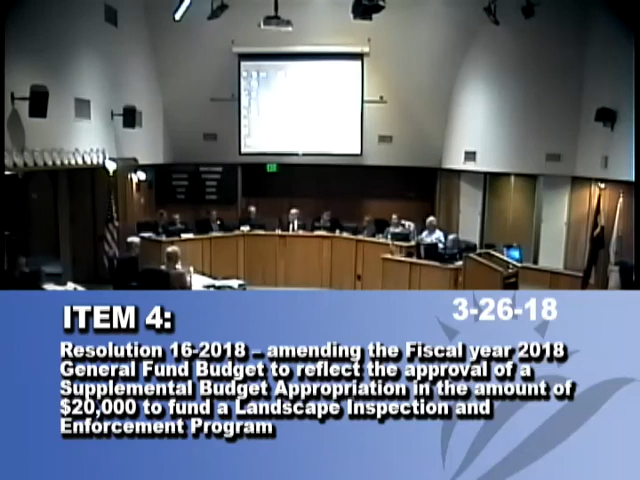 ITEM 4:
3-26-18
Resolution 16-2018 – amending the Fiscal year 2018
General Fund Budget to reflect the approval of a
Supplemental Budget Appropriation in the amount of
$20,000 to fund a Landscape Inspection and
Enforcement Program